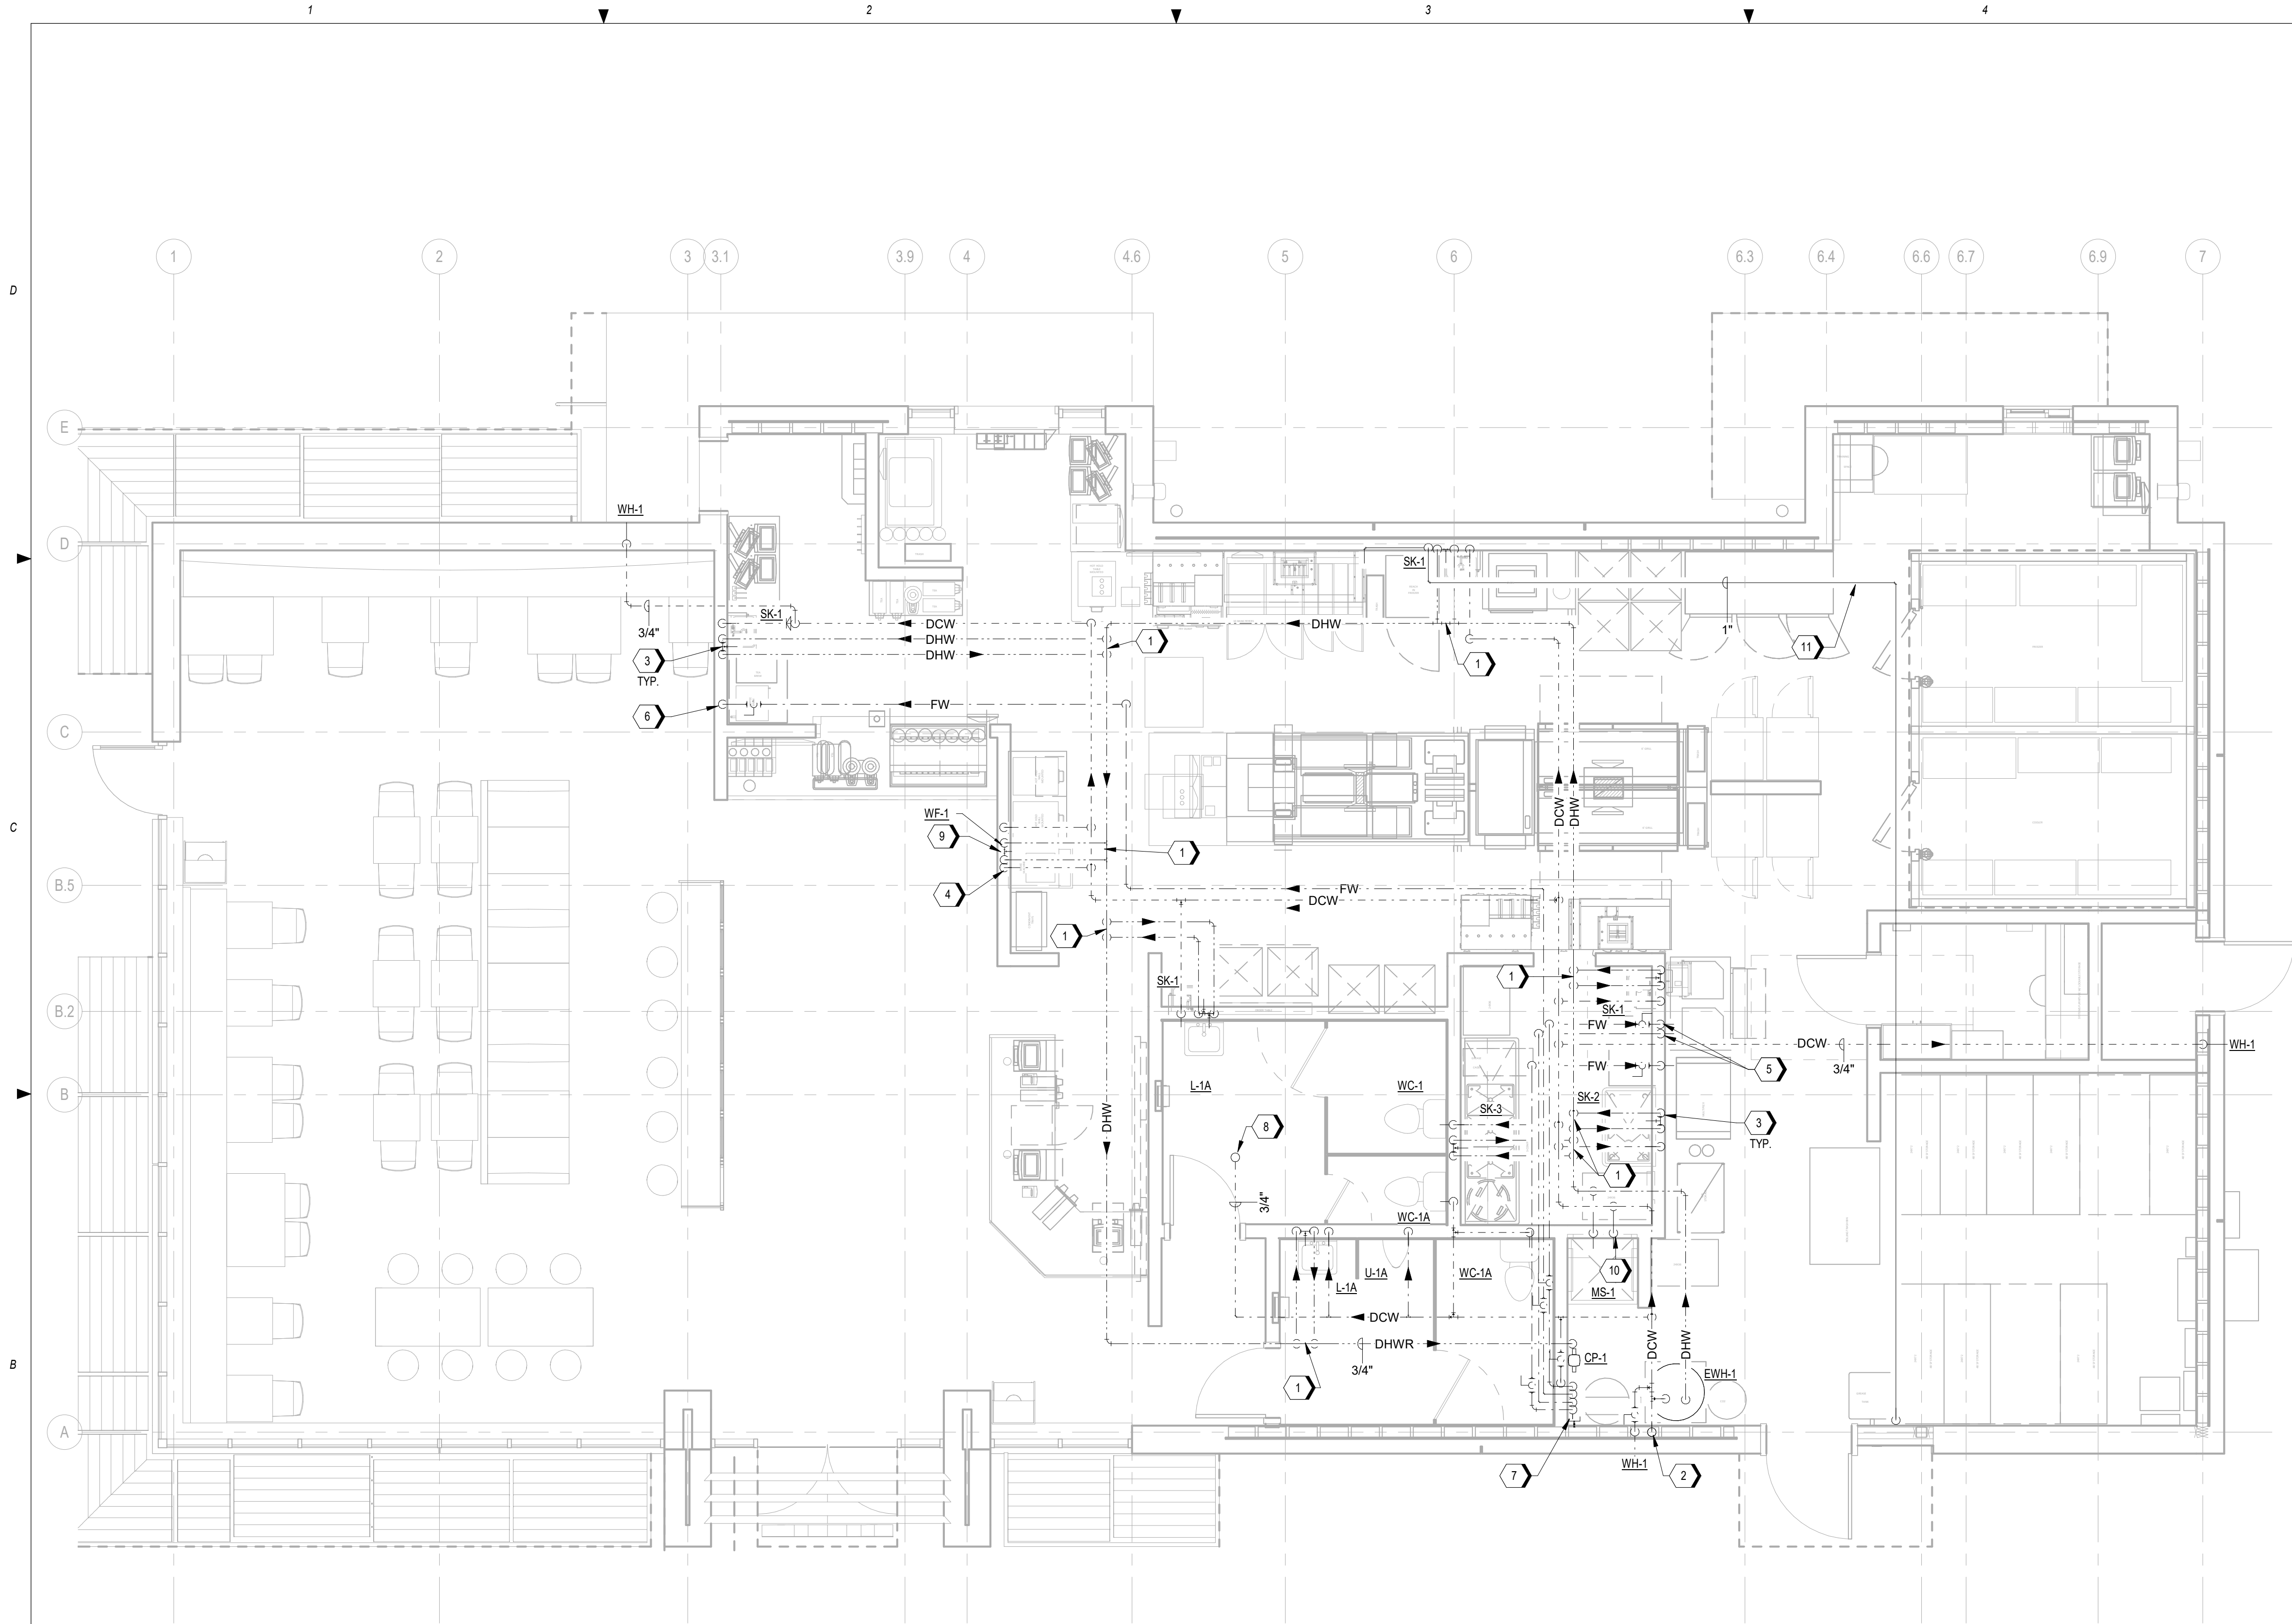 1 2 3 4
D
1 2 3 3.1 3.9 4 4.6 5 6 6.3 6.4 6.6 6.7 6.9 7
E
WH-1
D
SK-1
SK-1
3/4"
DCW
DHW
1"
DHW
1
11
3
DHW
1
TYP.
6
FW
C
DCW
DHW
WF-1
C
9
1
B.5
4
FW
DCW
1
1
SK-1
B.2
SK-1
FW
DCW
WH-1
3/4"
FW
5
L-1A
WC-1
B
SK-3
SK-2
DHW
8
3
TYP.
1
3/4"
WC-1A
10
U-1A
WC-1A
L-1A
MS-1
DCW
DCW
DHW
DHWR
CP-1
B
3/4"
EWH-1
1
A
WH-1
7
2